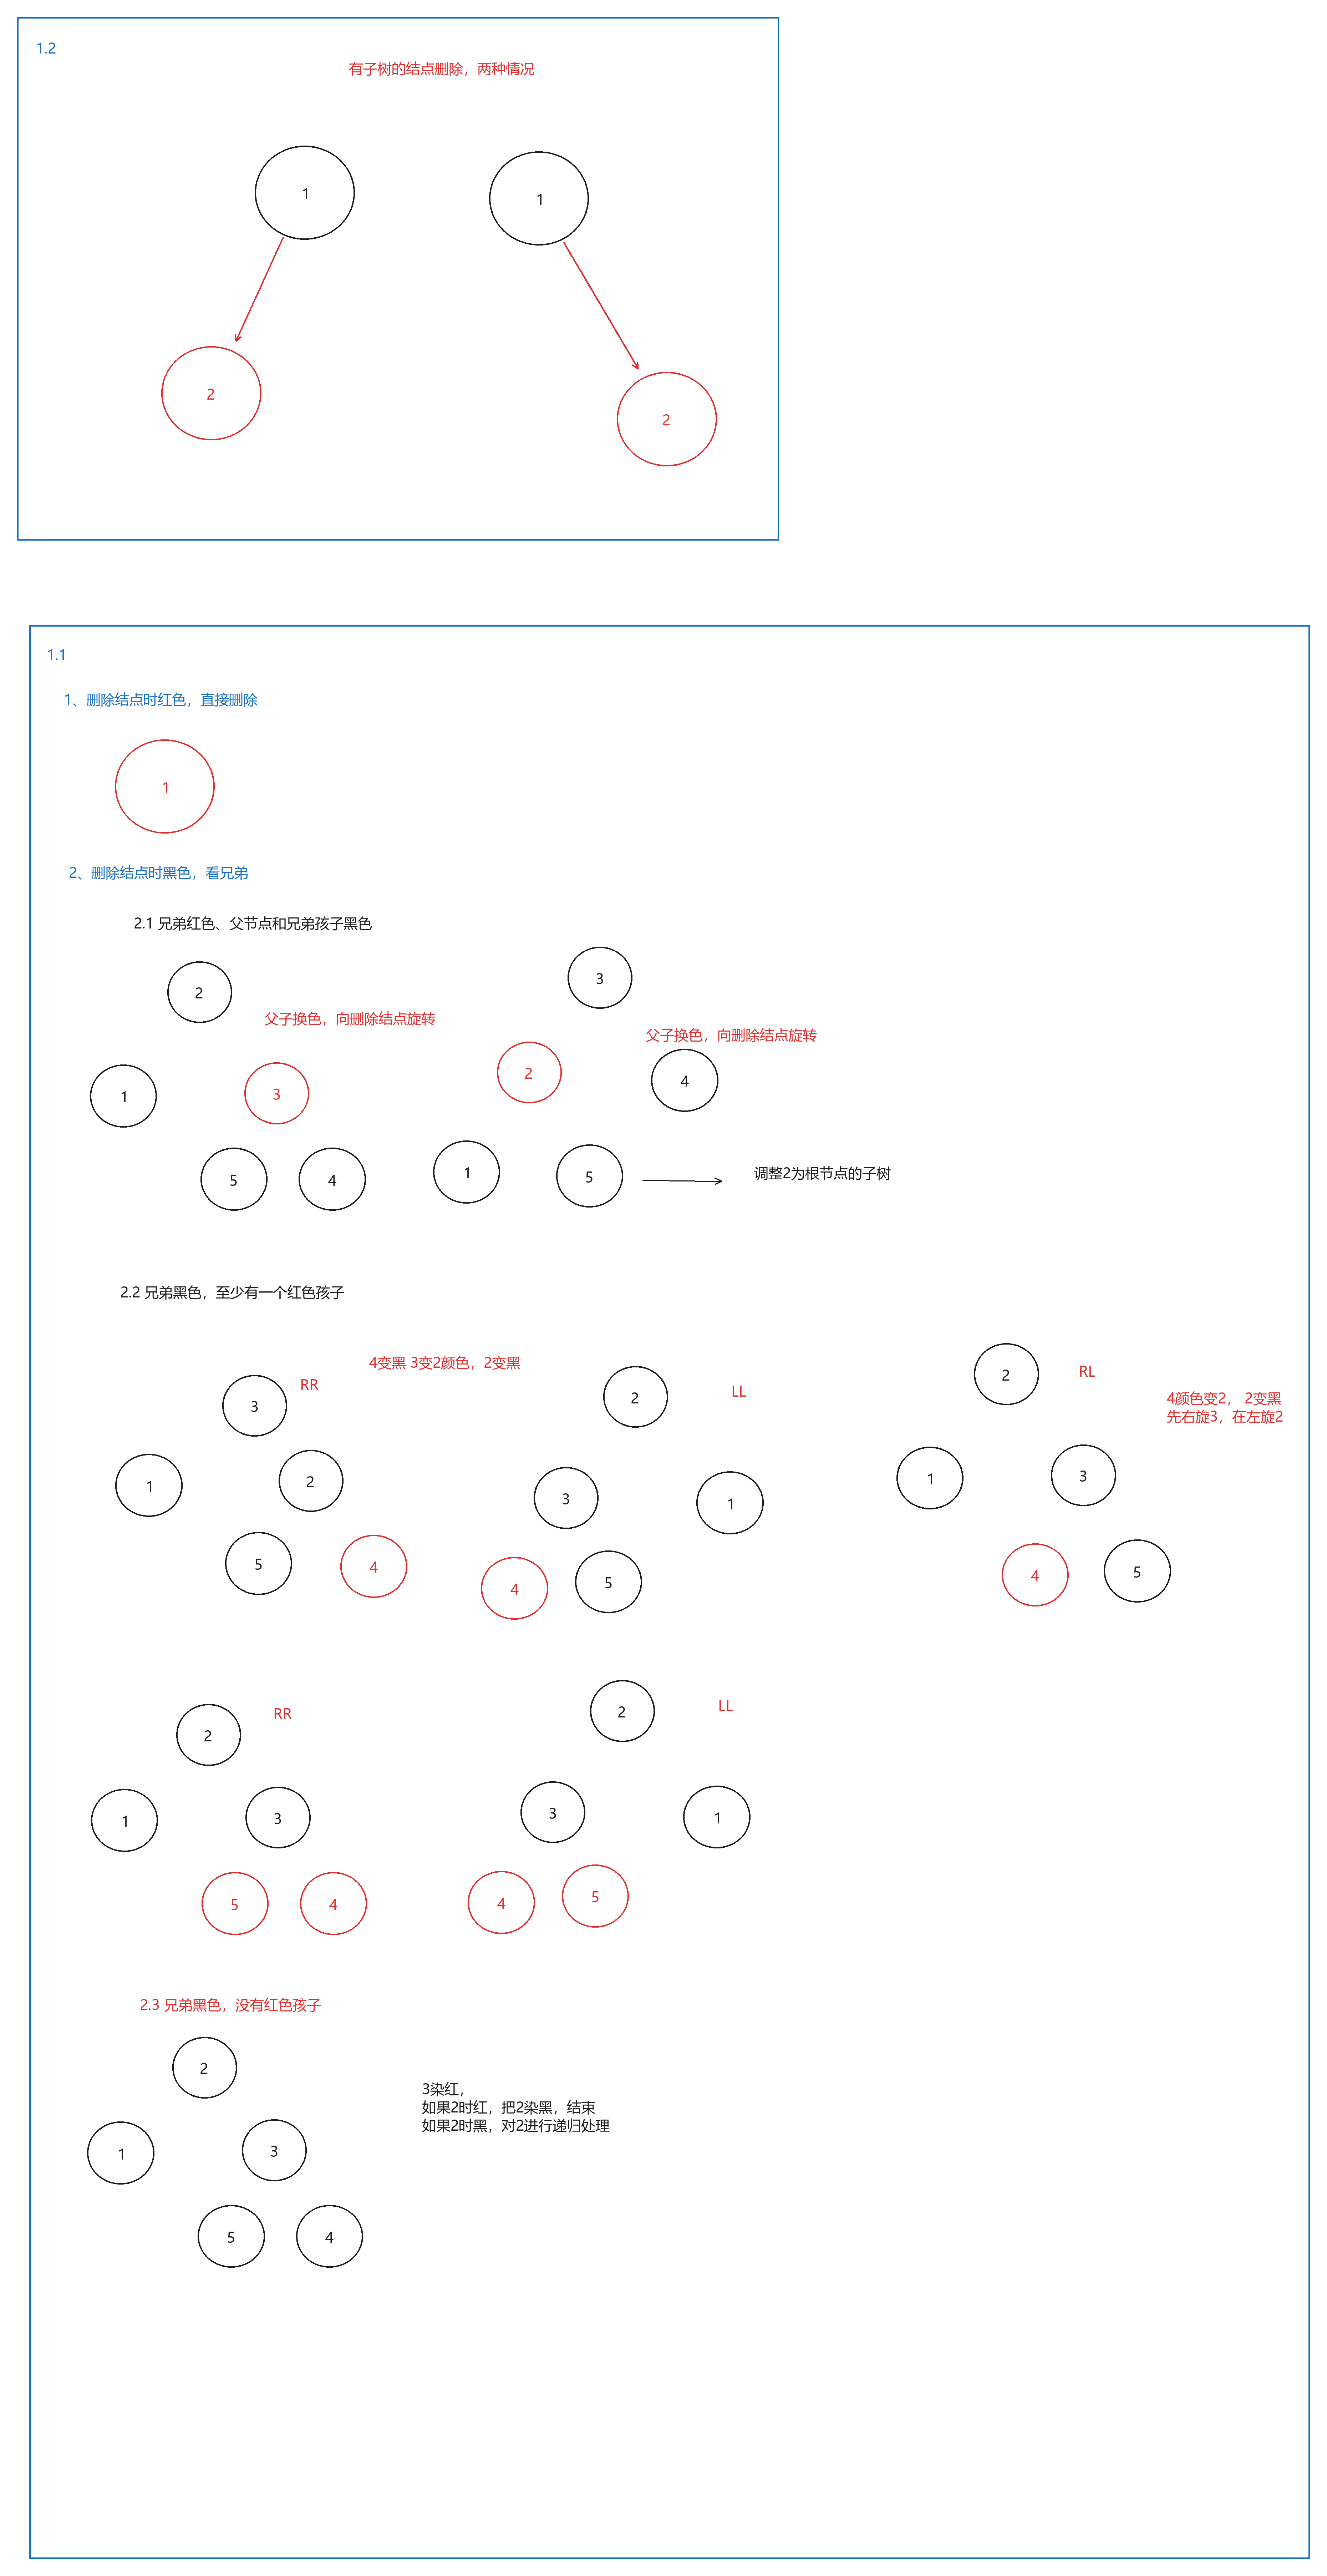 1.2
有子树的结点删除，两种情况
1
1
2
2
1.1
1、删除结点时红色，直接删除
1
2、删除结点时黑色，看兄弟
2.1 兄弟红色、父节点和兄弟孩子黑色
2
父子换色，向删除结点旋转
1
3
5
4
3
父子换色，向删除结点旋转
2
4
1
5
调整2为根节点的子树
2.2 兄弟黑色，至少有一个红色孩子
4变黑 3变2颜色，2变黑
RR
3
1
2
5
4
LL
2
3
1
4
5
RL
2
4颜色变2， 2变黑
先右旋3，在左旋2
1
3
4
5
RR
2
1
3
5
4
LL
2
3
1
4
5
2.3 兄弟黑色，没有红色孩子
2
1
3
5
4
3染红，
如果2时红，把2染黑，结束
如果2时黑，对2进行递归处理